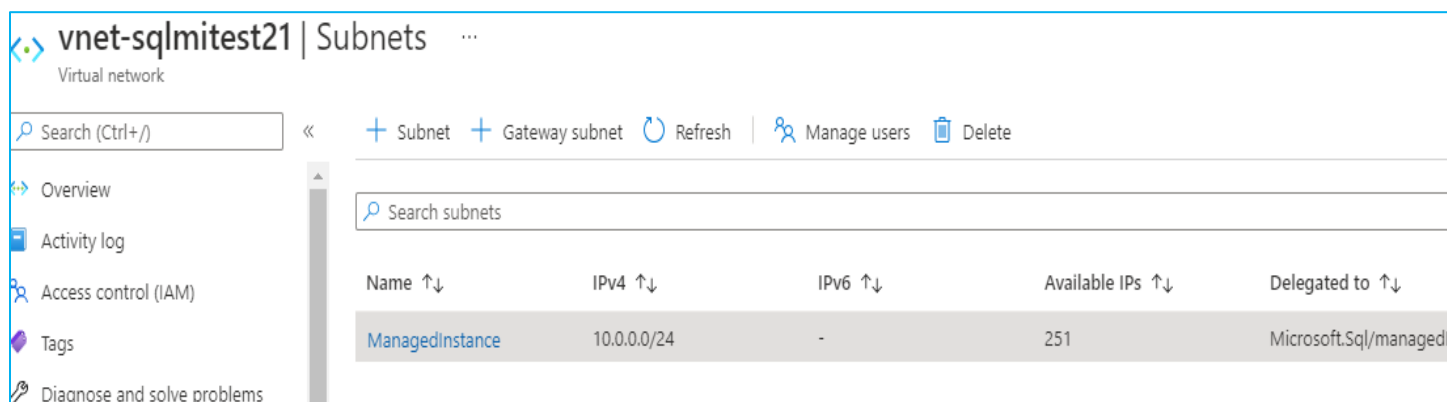 vnet-sqlmitest21 | Subnets ...
Virtual network
Search (Ctrl+/) «
+ Subnet + Gateway subnet Refresh Manage users Delete
Overview
Search subnets
Activity log
Name ↑↓ IPv4 ↑↓ IPv6 ↑↓ Available IPs ↑↓ Delegated to ↑↓
Access control (IAM)
ManagedInstance 10.0.0.0/24 - 251 Microsoft.Sql/managedI
Tags
Diagnose and solve problems